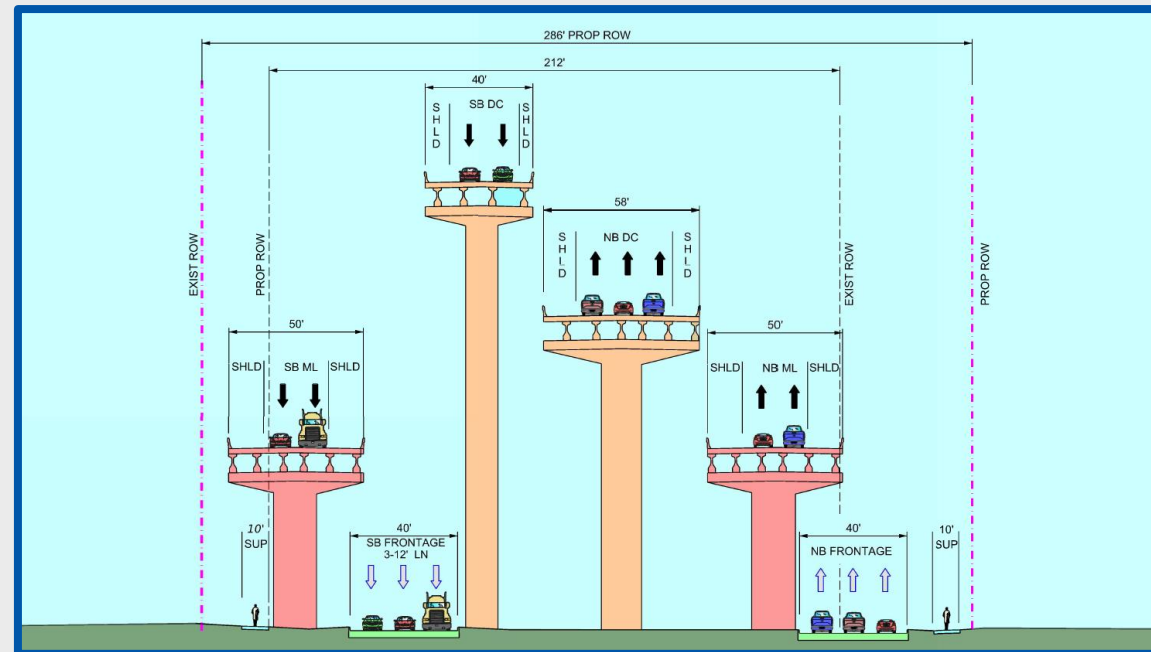 286' PROP ROW
212'
40'
SHLD
SB DC
SHLD
58'
SHLD
NB DC
SHLD
EXIST ROW
PROP ROW
EXIST ROW
PROP ROW
50'
SHLD
SB ML
SHLD
50'
SHLD
NB ML
SHLD
10'
SUP
40'
SB FRONTAGE
3-12' LN
40'
NB FRONTAGE
10'
SUP